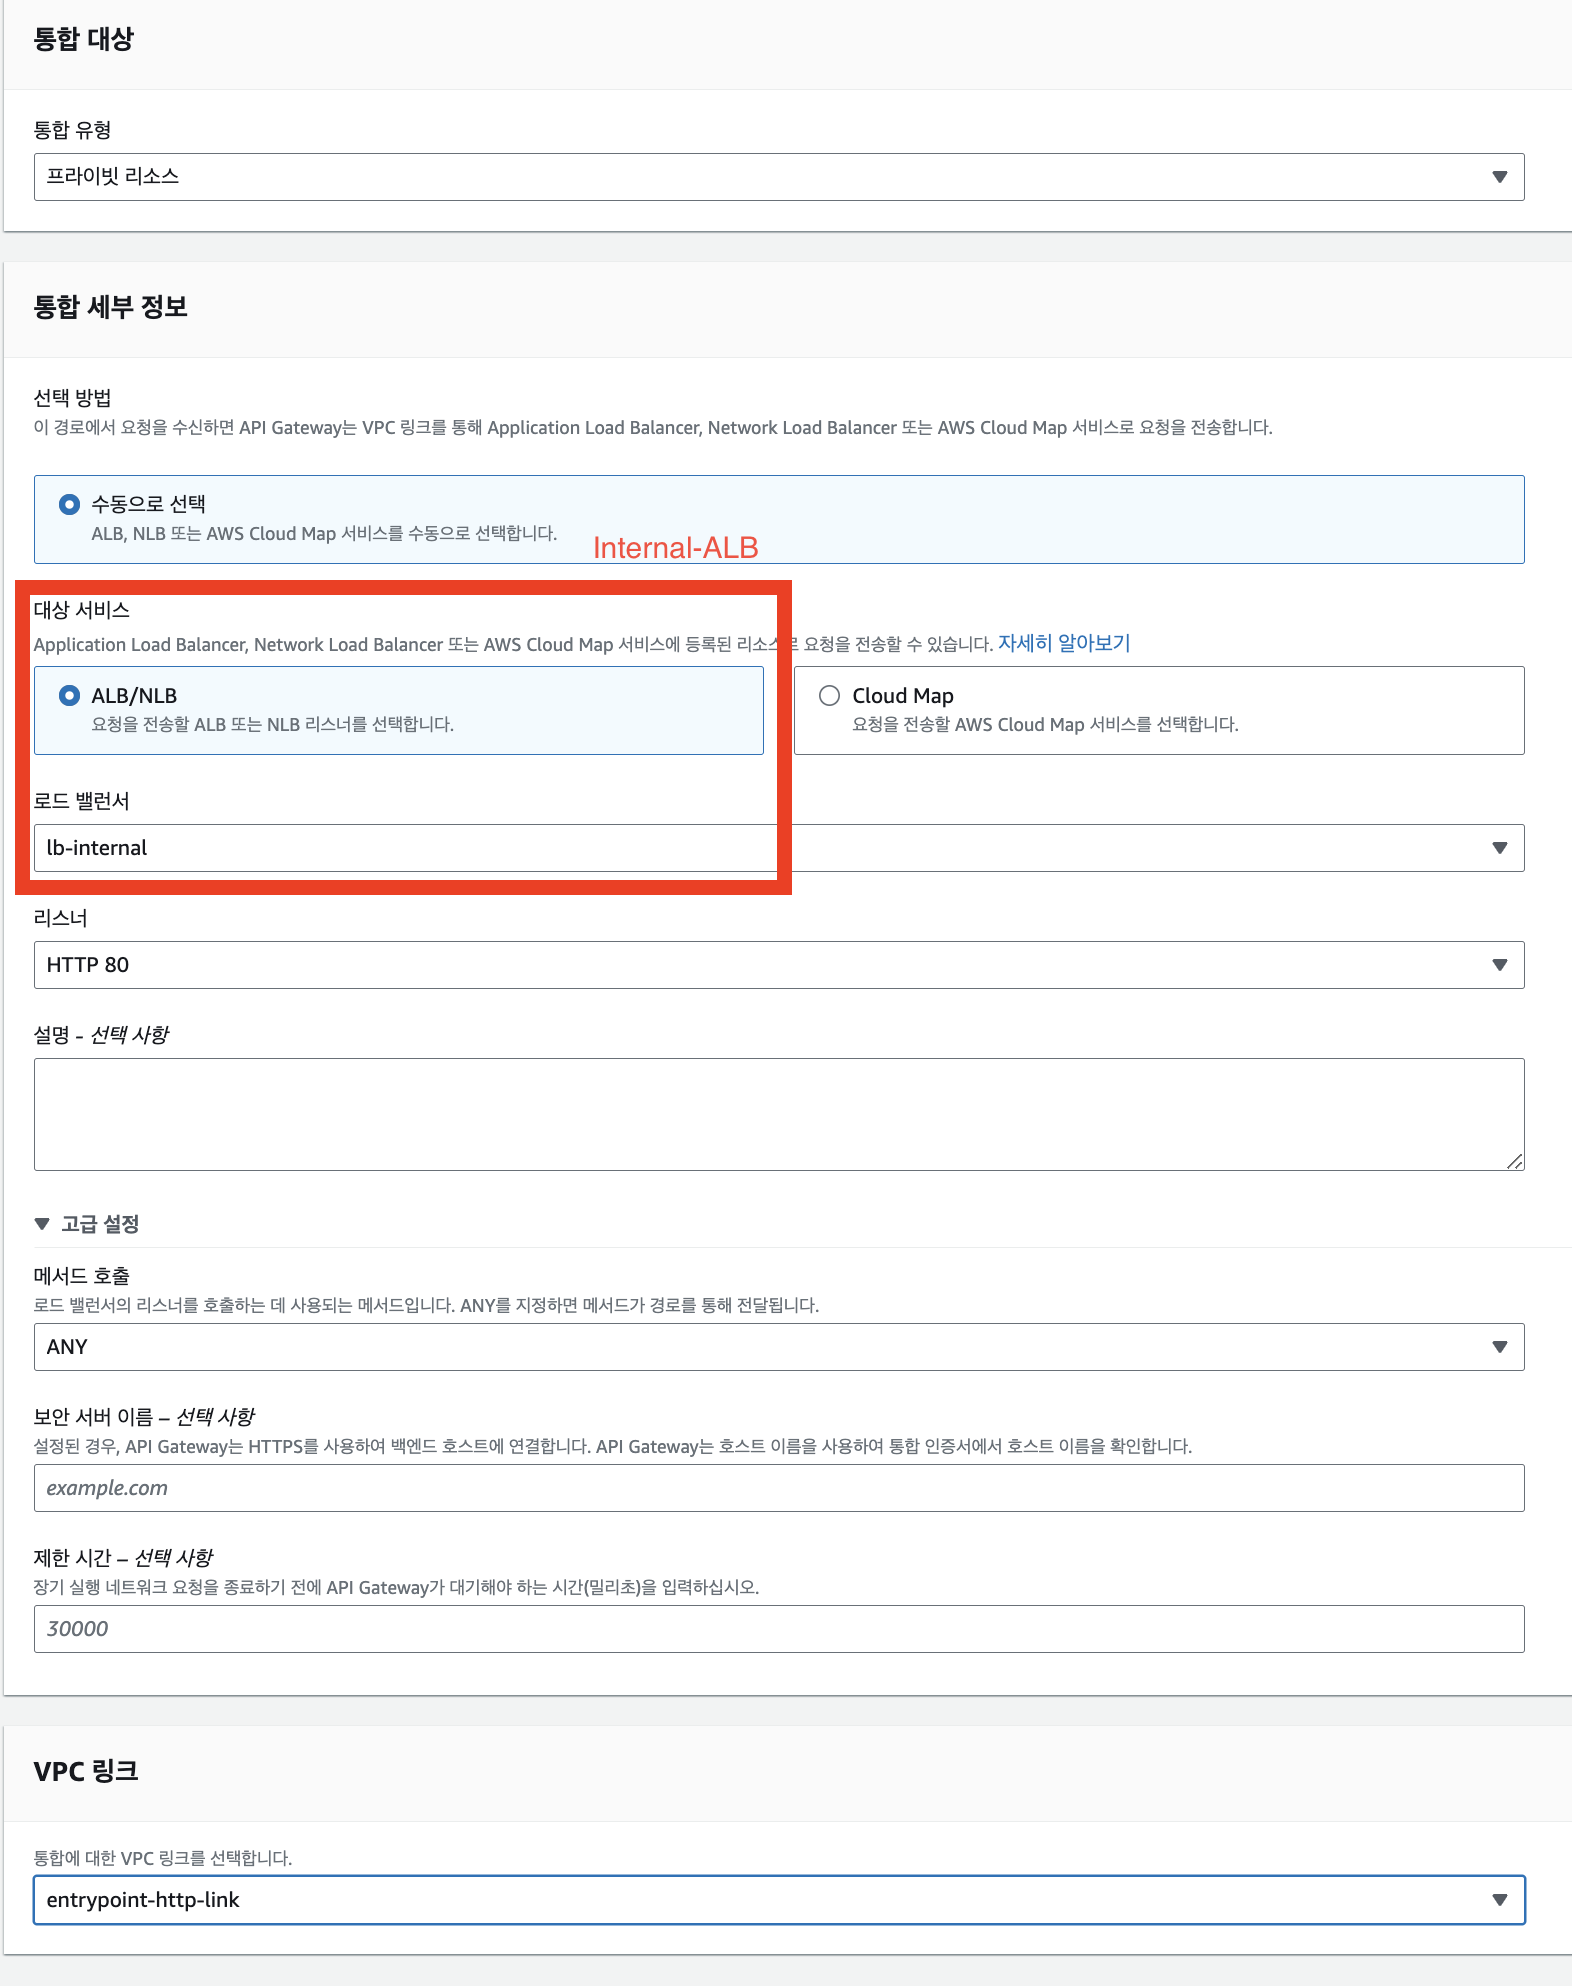 통합 대상
통합 유형
프라이빗 리소스
통합 세부 정보
선택 방법
이 경로에서 요청을 수신하면 API Gateway는 VPC 링크를 통해 Application Load Balancer, Network Load Balancer 또는 AWS Cloud Map 서비스로 요청을 전송합니다.
수동으로 선택
ALB, NLB 또는 AWS Cloud Map 서비스를 수동으로 선택합니다.
Internal-ALB
대상 서비스
Application Load Balancer, Network Load Balancer 또는 AWS Cloud Map 서비스에 등록된 리소스로 요청을 전송할 수 있습니다. 자세히 알아보기
ALB/NLB
요청을 전송할 ALB 또는 NLB 리스너를 선택합니다.
Cloud Map
요청을 전송할 AWS Cloud Map 서비스를 선택합니다.
로드 밸런서
lb-internal
리스너
HTTP 80
설명 - 선택 사항
고급 설정
메서드 호출
로드 밸런서의 리스너를 호출하는 데 사용되는 메서드입니다. ANY를 지정하면 메서드가 경로를 통해 전달됩니다.
ANY
보안 서버 이름 – 선택 사항
설정된 경우, API Gateway는 HTTPS를 사용하여 백엔드 호스트에 연결합니다. API Gateway는 호스트 이름을 사용하여 통합 인증서에서 호스트 이름을 확인합니다.
example.com
제한 시간 – 선택 사항
장기 실행 네트워크 요청을 종료하기 전에 API Gateway가 대기해야 하는 시간(밀리초)을 입력하십시오.
30000
VPC 링크
통합에 대한 VPC 링크를 선택합니다.
entrypoint-http-link